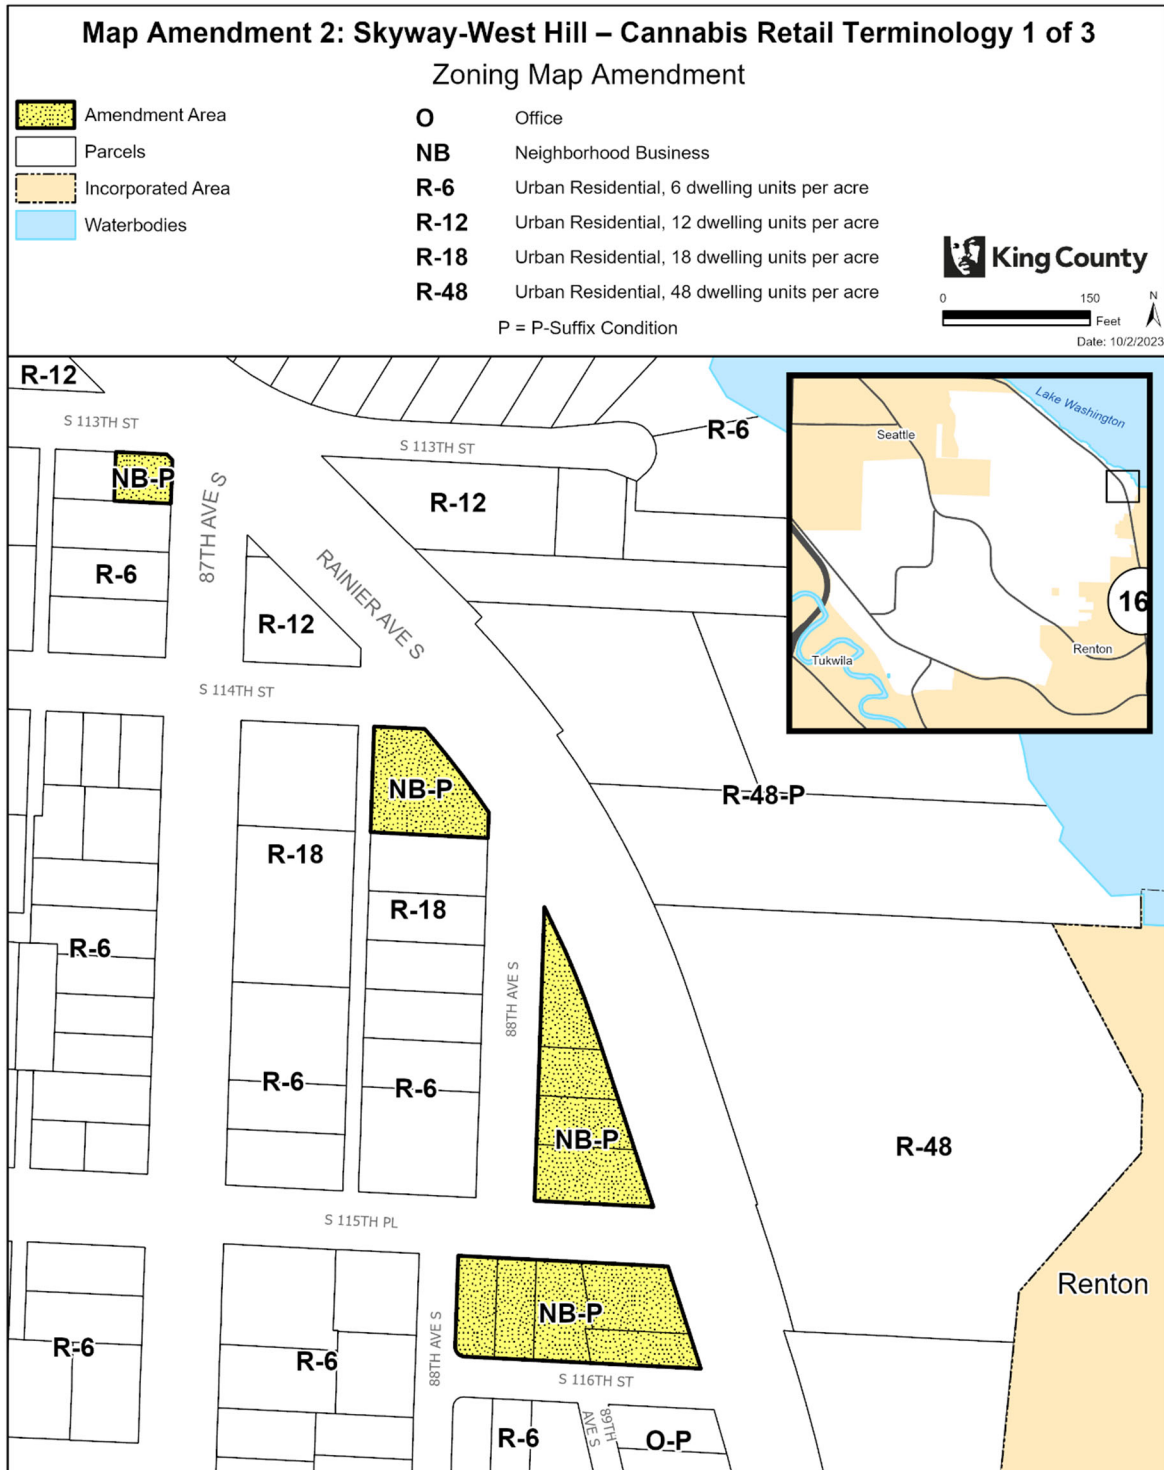 Map Amendment 2: Skyway-West Hill – Cannabis Retail Terminology 1 of 3
Zoning Map Amendment
Amendment Area
Parcels
Incorporated Area
Waterbodies
O Office
NB Neighborhood Business
R-6 Urban Residential, 6 dwelling units per acre
R-12 Urban Residential, 12 dwelling units per acre
R-18 Urban Residential, 18 dwelling units per acre
R-48 Urban Residential, 48 dwelling units per acre
P = P-Suffix Condition
King County
0 150
Feet
N
Date: 10/2/2023
R-12
S 113TH ST
S 113TH ST
R-6
NB-P
87TH AVE S
R-12
R-6
RAINIER AVE S
R-12
S 114TH ST
Lake Washington
Seattle
16
Renton
Tukwila
NB-P
R-48-P
R-18
R-18
R-6
88TH AVE S
R-6
R-6
NB-P
R-48
S 115TH PL
Renton
NB-P
R-6
R-6
88TH AVE S
S 116TH ST
R-6
89TH
AVE S
O-P